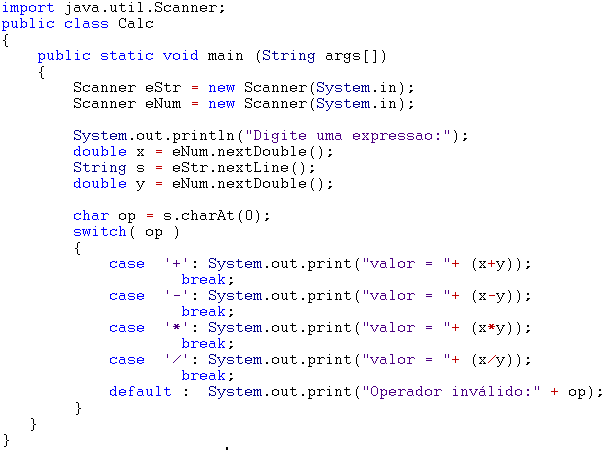 import java.util.Scanner;
public class Calc
{
    public static void main (String args[])
    {
        Scanner eStr = new Scanner(System.in);
        Scanner eNum = new Scanner(System.in);

        System.out.println("Digite uma expressao:");
        double x = eNum.nextDouble();
        String s = eStr.nextLine();
        double y = eNum.nextDouble();

        char op = s.charAt(0);
        switch( op )
        {
            case  '+': System.out.print("valor = "+ (x+y));
                    break;
            case  '-': System.out.print("valor = "+ (x-y));
                    break;
            case  '*': System.out.print("valor = "+ (x*y));
                    break;
            case  '/': System.out.print("valor = "+ (x/y));
                    break;
            default :  System.out.print("Operador inválido:" + op);
        }
   }
}